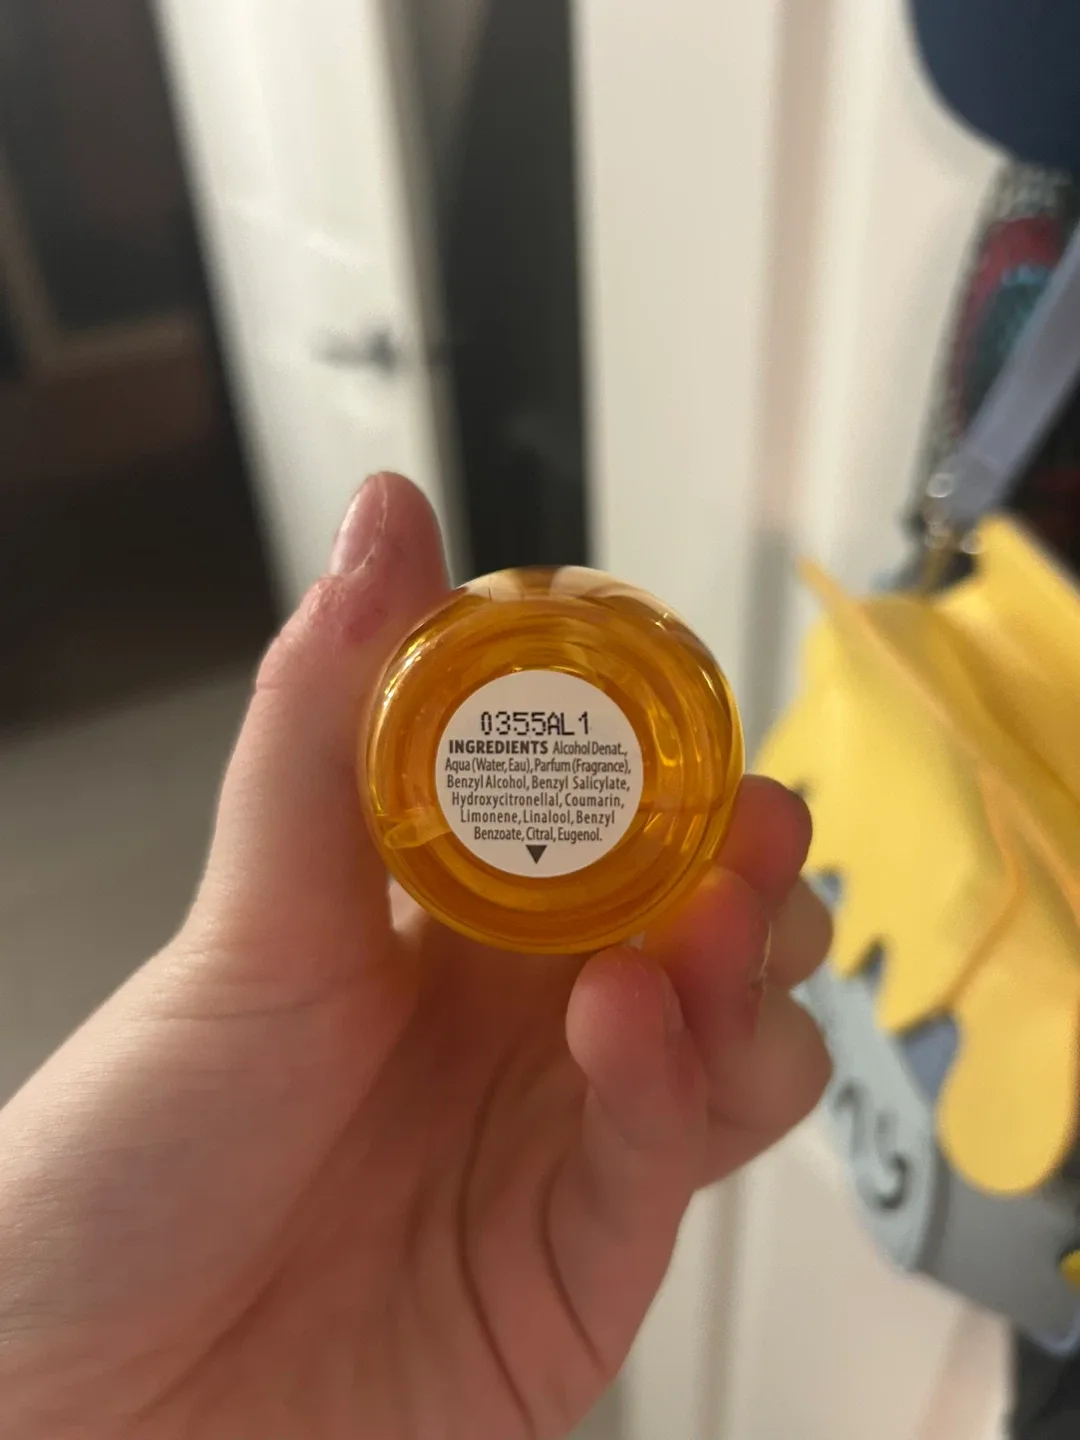 0355AL1
INGREDIENTS Alcohol Denat.,
Aqua (Water, Eau), Parfum (Fragrance),
Benzyl Alcohol, Benzyl Salicylate,
Hydroxycitronellal, Coumarin,
Limonene, Linalool, Benzyl
Benzoate, Citral, Eugenol.